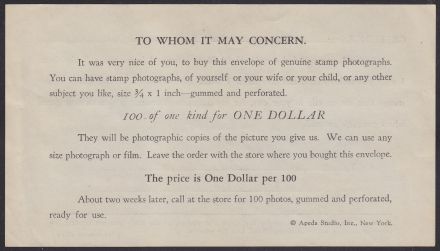 TO WHOM IT MAY CONCERN.
It was very nice of you, to buy this envelope of genuine stamp photographs.
You can have stamp photographs, of yourself or your wife or your child, or any other
subject you like, size ¾ x 1 inch—gummed and perforated.
100 of one kind for ONE DOLLAR
They will be photographic copies of the picture you give us. We can use any
size photograph or film. Leave the order with the store where you bought this envelope.
The price is One Dollar per 100
About two weeks later, call at the store for 100 photos, gummed and perforated,
ready for use.
© Apeda Studio, Inc., New York.